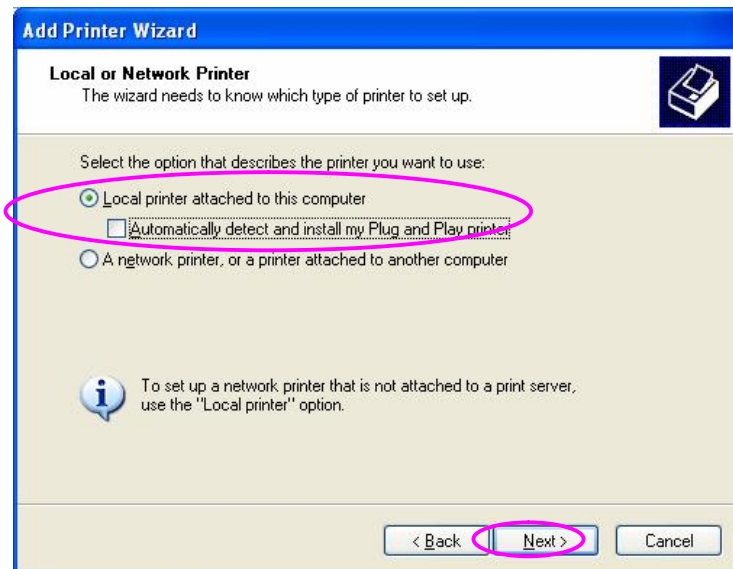 Add Printer Wizard
Local or Network Printer
The wizard needs to know which type of printer to set up.
Select the option that describes the printer you want to use:
Local printer attached to this computer
Automatically detect and install my Plug and Play printer
A network printer, or a printer attached to another computer
To set up a network printer that is not attached to a print server,
use the "Local printer" option.
< Back Next > Cancel